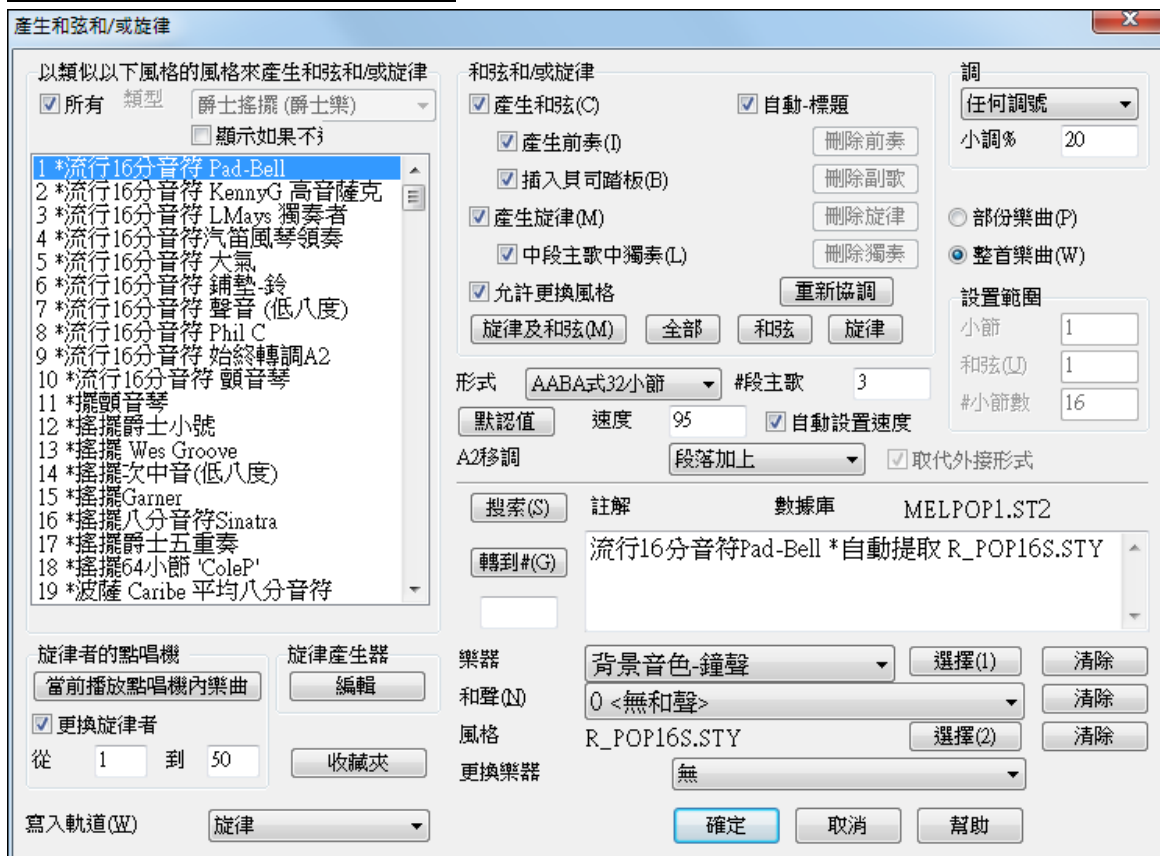 產生和弦和/或旋律
以類似以下風格的風格來產生和弦和/或旋律
所有 類型 爵士搖擺 (爵士樂)
顯示如果不
1 *流行16分音符 Pad-Bell
2 *流行16分音符 KennyG 高音薩克
3 *流行16分音符 LMays 獨奏者
4 *流行16分音符汽笛風琴領奏
5 *流行16分音符 大氣
6 *流行16分音符 鋪墊-鈴
7 *流行16分音符 聲音 (低八度)
8 *流行16分音符 Phil C
9 *流行16分音符 始終轉調A2
10 *流行16分音符 顫音琴
11 *擺顫音琴
12 *搖擺爵士小號
13 *搖擺 Wes Groove
14 *搖擺次中音(低八度)
15 *搖擺Garner
16 *搖擺八分音符Sinatra
17 *搖擺爵士五重奏
18 *搖擺64小節 'ColeP'
19 *波薩 Caribe 平均八分音符
旋律者的點唱機
當前播放點唱機內樂曲
更換旋律者
從 1 到 50
旋律產生器
編輯
收藏夾
寫入軌道(W) 旋律
和弦和/或旋律
產生和弦(C) 自動-標題
產生前奏(I) 刪除前奏
插入貝司踏板(B) 刪除副歌
產生旋律(M) 刪除旋律
中段主歌中獨奏(L) 刪除獨奏
允許更換風格 重新協調
旋律及和弦(M) 全部 和弦 旋律
形式 AABA式32小節 #段主歌 3
默認值 速度 95 自動設置速度
A2移調 段落加上 取代外接形式
調
任何調號
小調% 20
部份樂曲(P)
整首樂曲(W)
設置範圍
小節 1
和弦(U) 1
#小節數 16
搜索(S) 註解 數據庫 MELPOP1.ST2
轉到#(G)
流行16分音符Pad-Bell *自動提取 R_POP16S.STY
樂器 背景音色-鐘聲 選擇(1) 清除
和聲(N) 0 <無和聲> 清除
風格 R_POP16S.STY 選擇(2) 清除
更換樂器 無
確定 取消 幫助